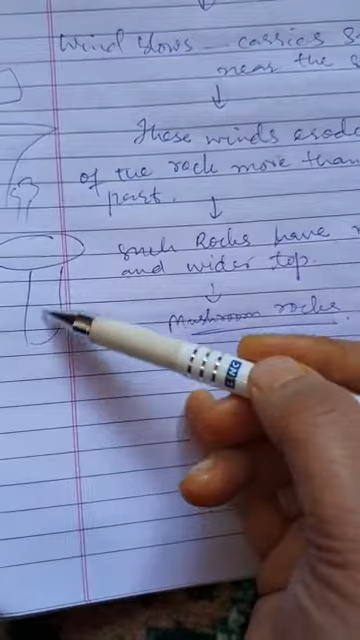 Wind blows - carries
near the
These winds erode
of the rock more than
part.
such Rocks have
and wider top.
Mushroom rocks.